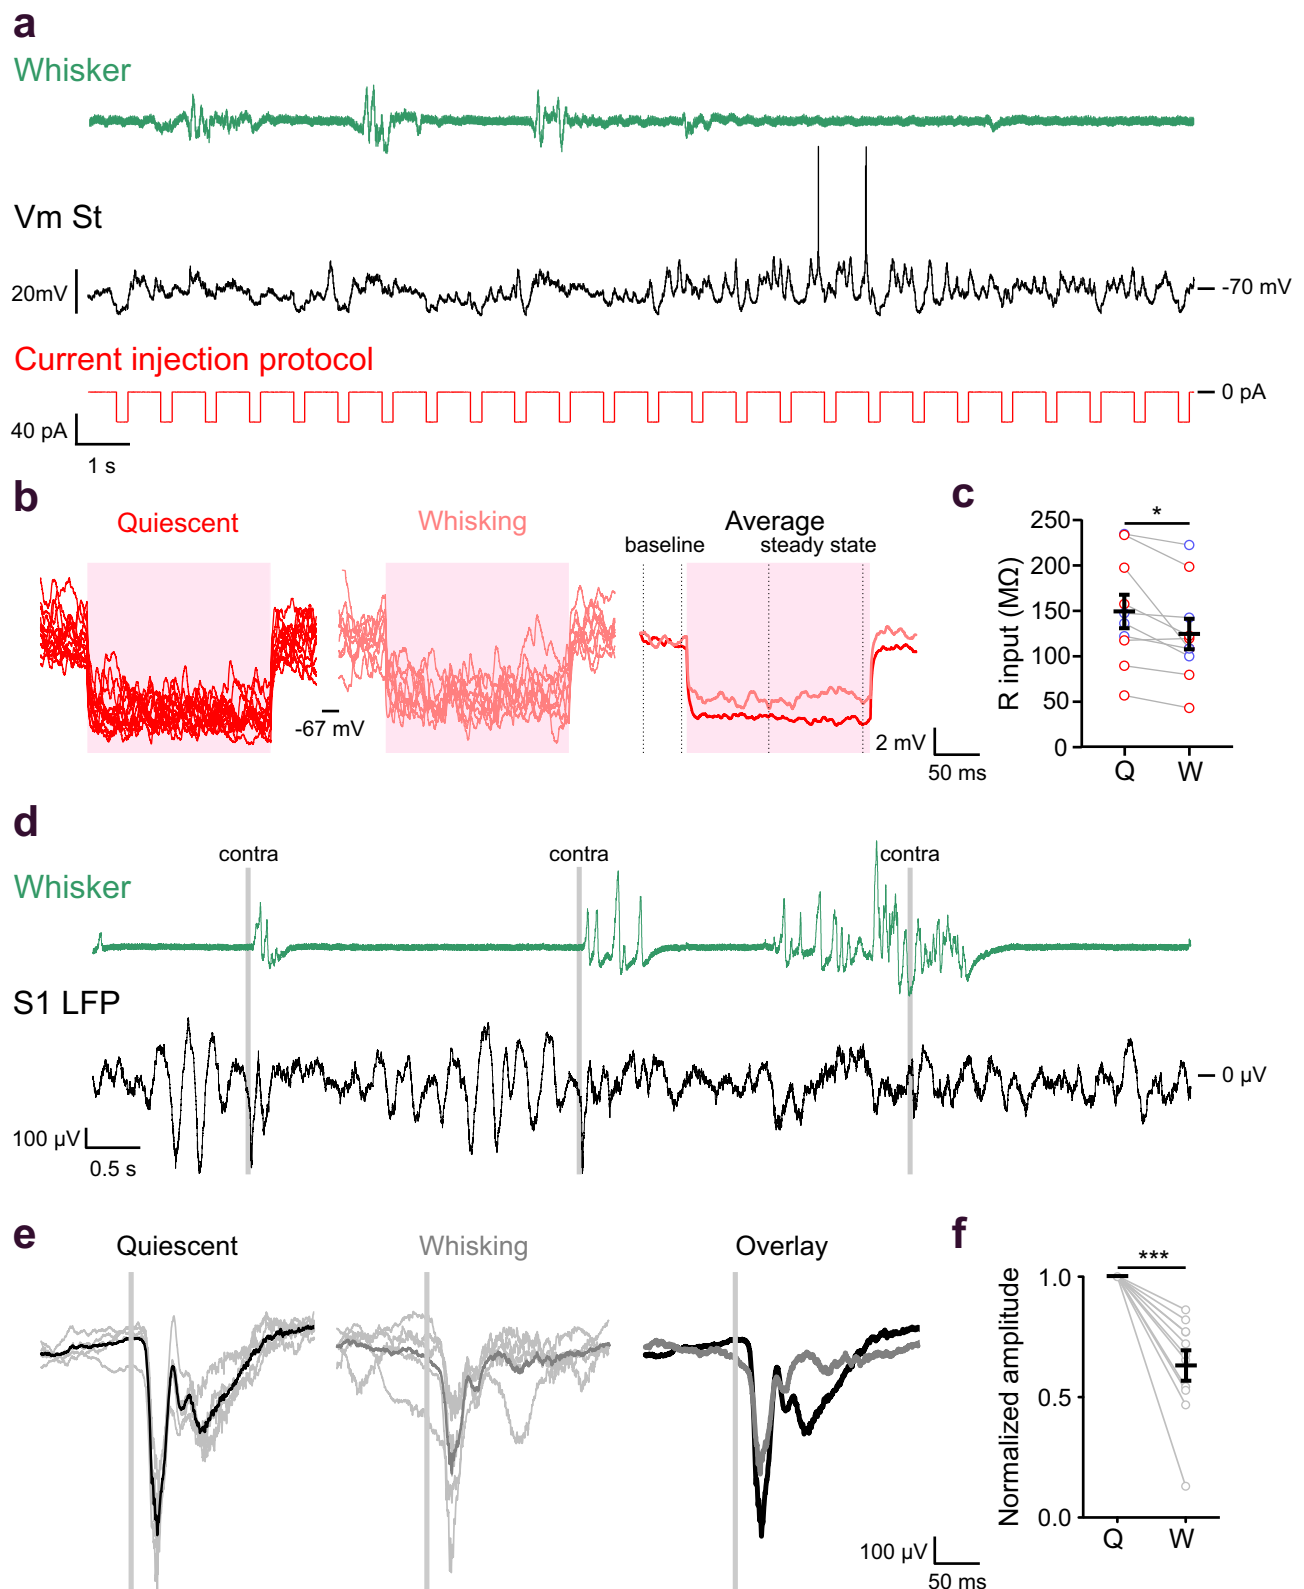 a
Whisker
Vm St
20mV
-70 mV
Current injection protocol
0 pA
40 pA
1 s
b
Quiescent
Whisking
Average
baseline
steady state
-67 mV
2 mV
50 ms
c
*
R input (MΩ)
250
200
150
100
50
0
Q
W
d
contra
contra
contra
Whisker
S1 LFP
0 µV
100 µV
0.5 s
e
Quiescent
Whisking
Overlay
100 µV
50 ms
f
***
Normalized amplitude
1.0
0.5
0.0
Q
W